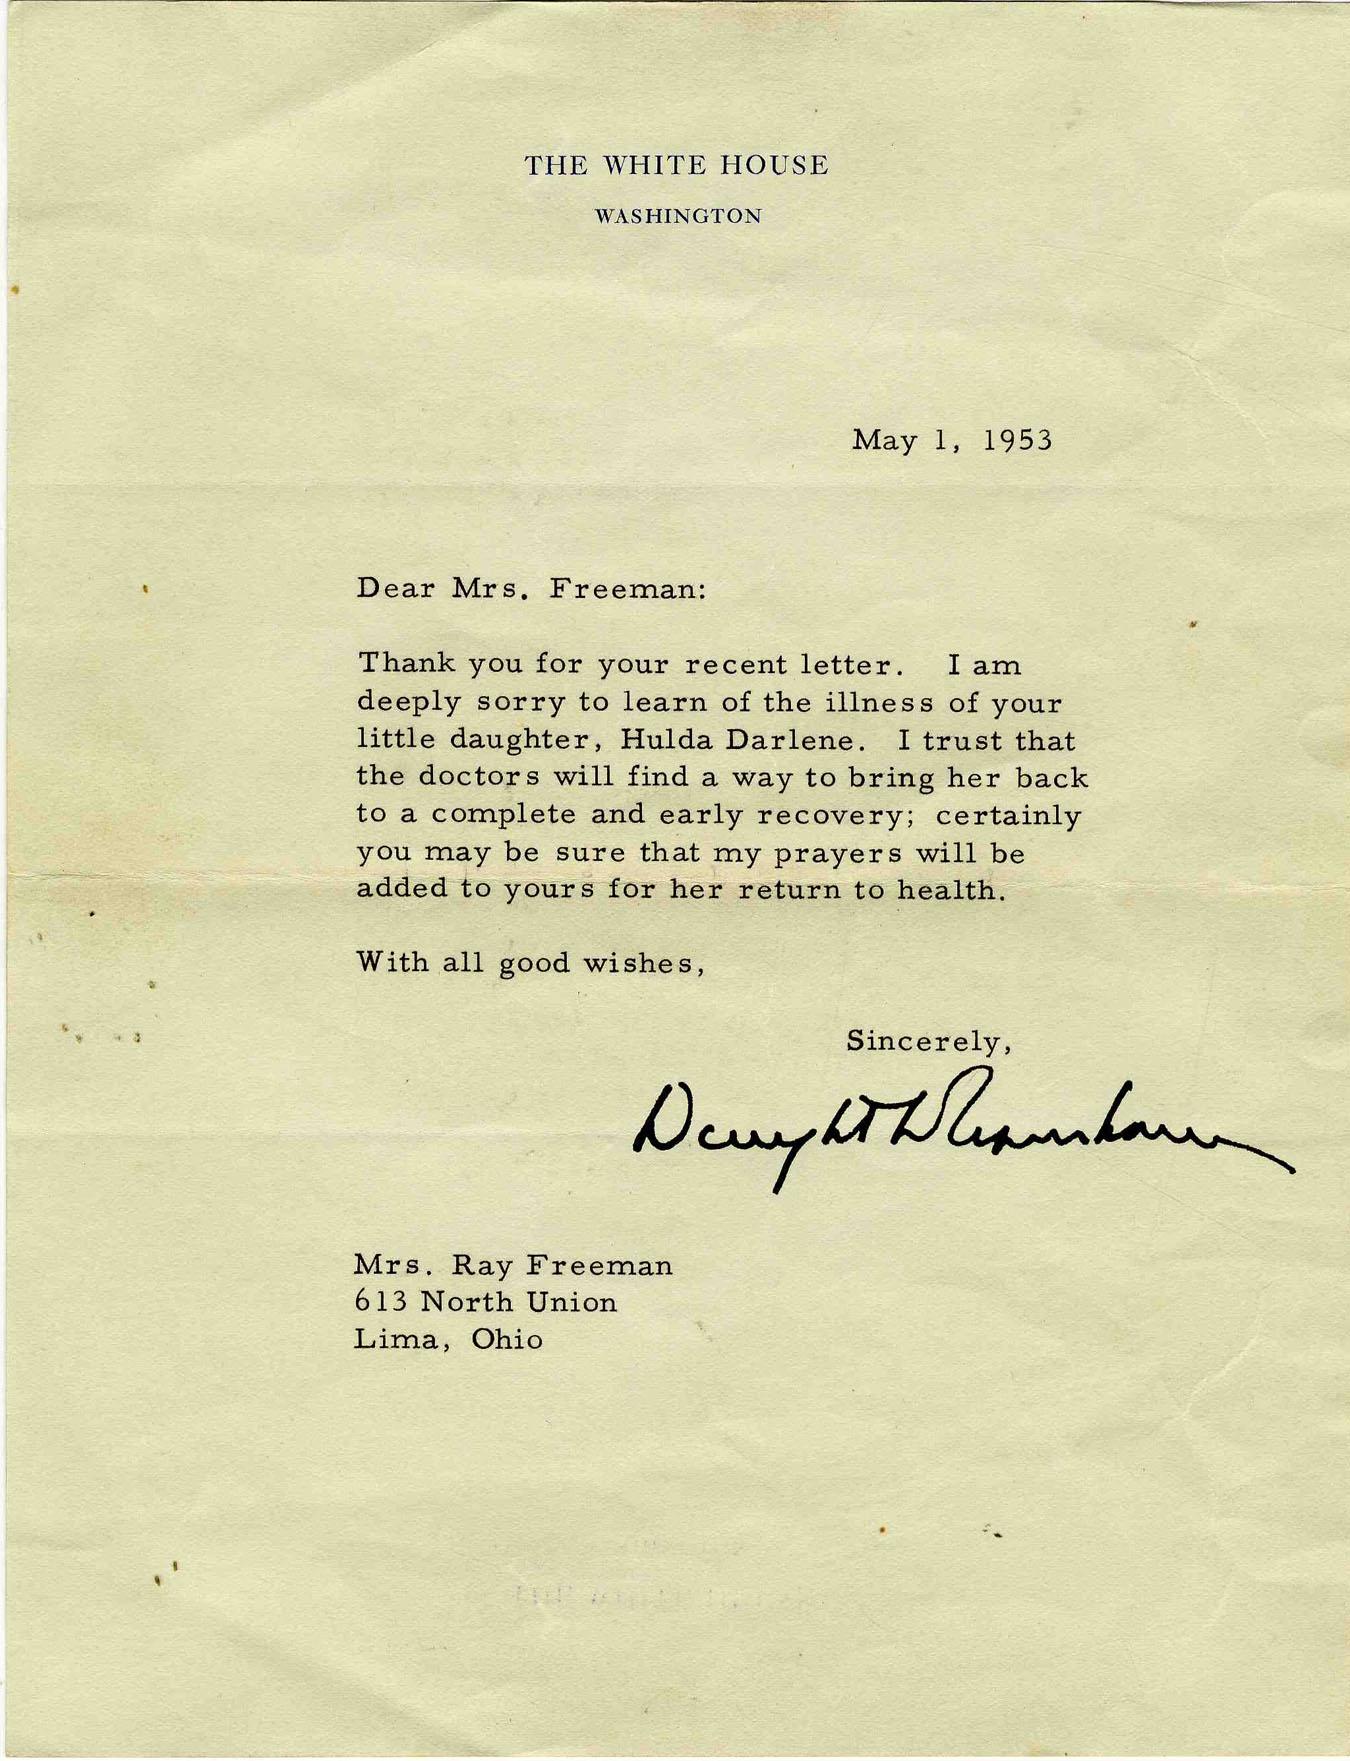 THE WHITE HOUSE
WASHINGTON
May 1, 1953
Dear Mrs. Freeman:
Thank you for your recent letter. I am
deeply sorry to learn of the illness of your
little daughter, Hulda Darlene. I trust that
the doctors will find a way to bring her back
to a complete and early recovery; certainly
you may be sure that my prayers will be
added to yours for her return to health.
With all good wishes,
Sincerely,
Dwight D Eisenhower
Mrs. Ray Freeman
613 North Union
Lima, Ohio